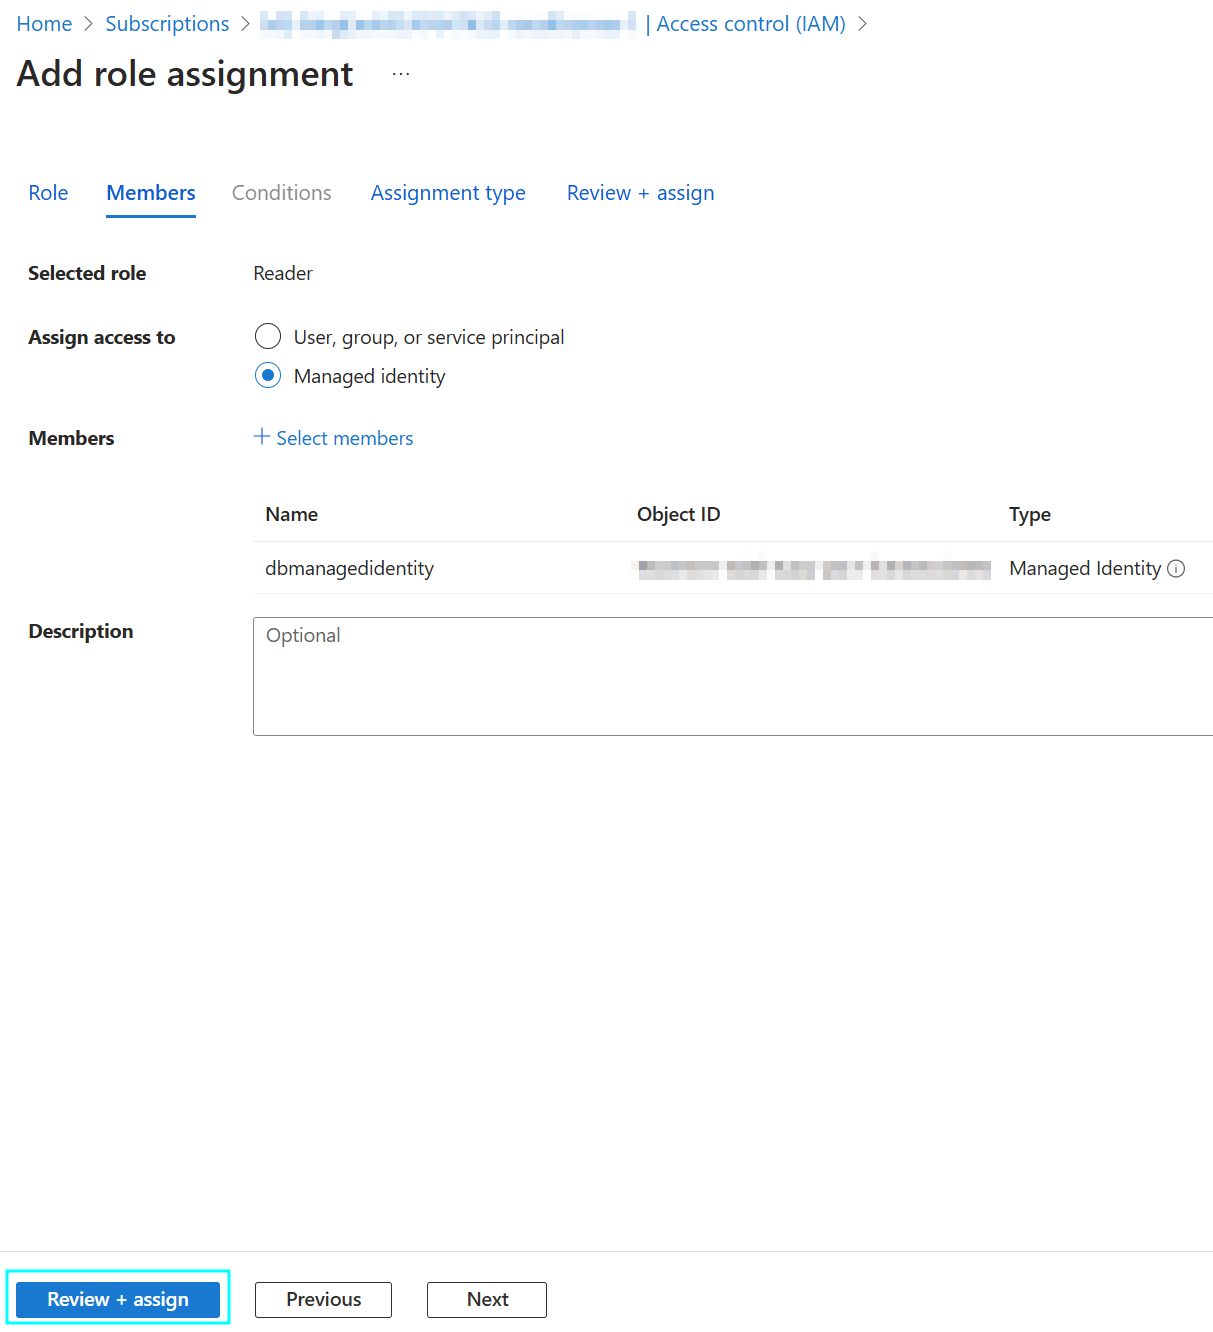 Home > Subscriptions > | Access control (IAM) >
Add role assignment ...
Role Members Conditions Assignment type Review + assign
Selected role Reader
Assign access to User, group, or service principal
Managed identity
Members + Select members
Name Object ID Type
dbmanagedidentity Managed Identity
Description Optional
Review + assign Previous Next